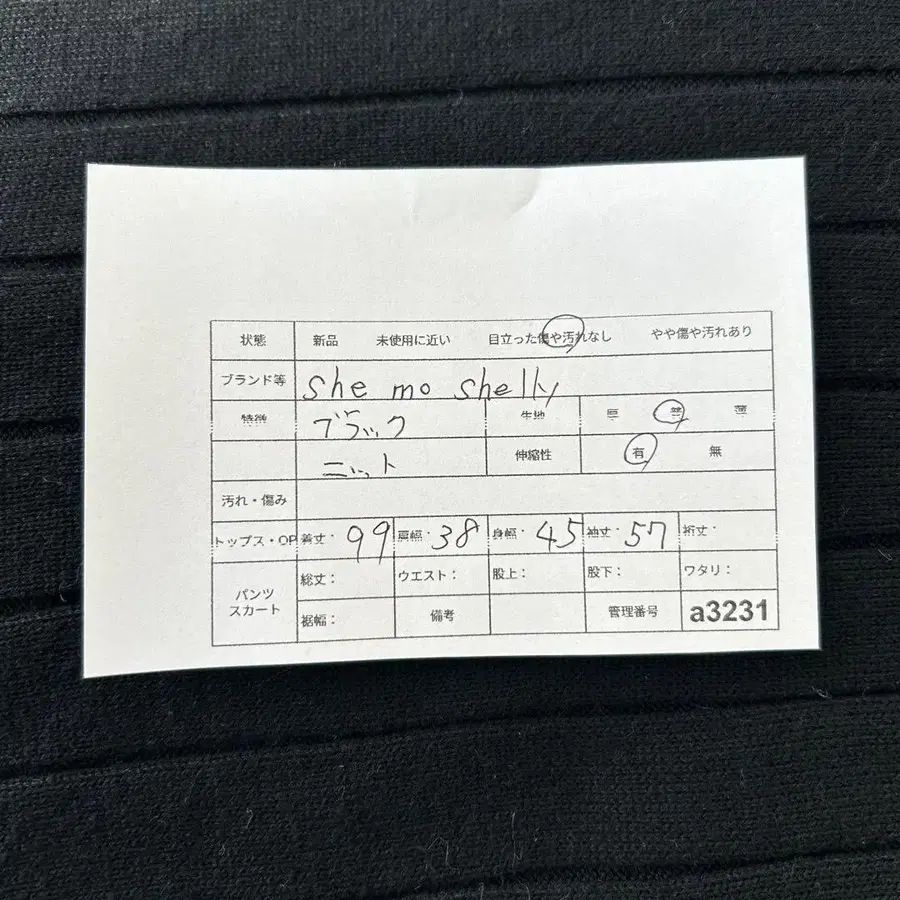 状態 新品 未使用に近い 目立った傷や汚れなし やや傷や汚れあり
ブランド等 she mo shelly
特徴 ブラック 生地 厚 普 薄
ニット 伸縮性 有 無
汚れ・傷み
トップス・OP 着丈: 99 肩幅: 38 身幅: 45 袖丈: 57 裄丈:
パンツ スカート 総丈: ウエスト: 股上: 股下: ワタリ:
裾幅: 備考 管理番号 a3231